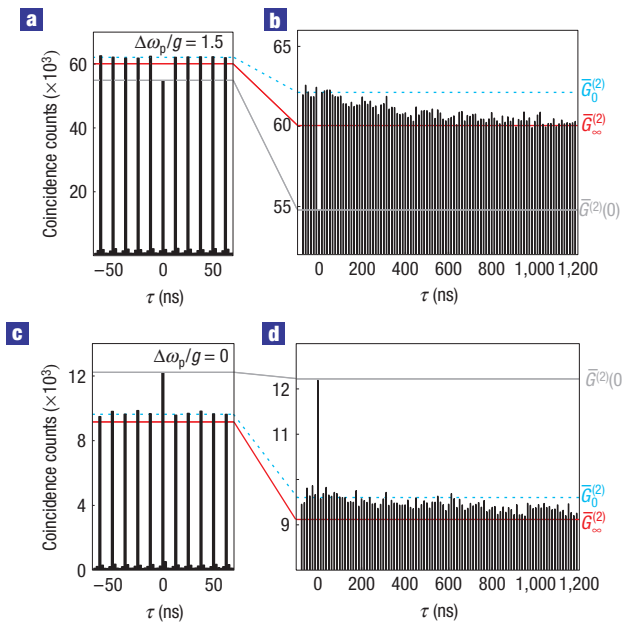 a
b
Δωp/g = 1.5
Coincidence counts (×10³)
60
40
20
−50
0
50
τ (ns)
65
60
55
0
200
400
600
800
1,000
1,200
τ (ns)
G̅₀⁽²⁾
G̅∞⁽²⁾
G̅⁽²⁾(0)
c
d
Δωp/g = 0
Coincidence counts (×10³)
12
8
4
0
−50
0
50
τ (ns)
12
11
9
0
200
400
600
800
1,000
1,200
τ (ns)
G̅⁽²⁾(0
G̅₀⁽²⁾
G̅∞⁽²⁾